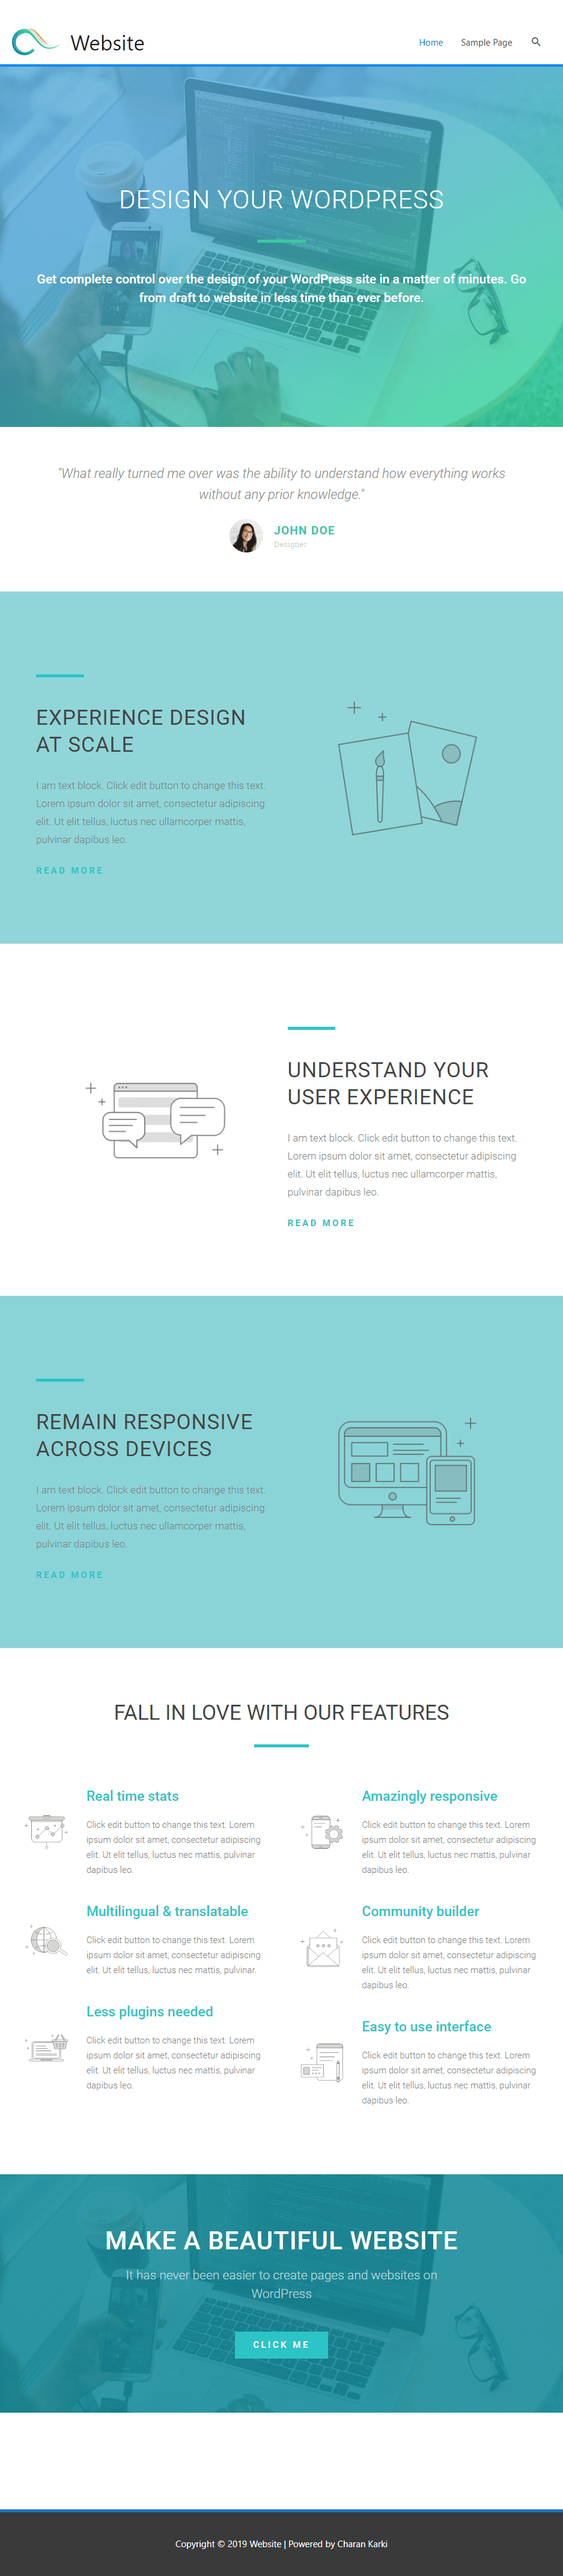 Website
Home Sample Page
DESIGN YOUR WORDPRESS
Get complete control over the design of your WordPress site in a matter of minutes. Go
from draft to website in less time than ever before.
"What really turned me over was the ability to understand how everything works
without any prior knowledge."
JOHN DOE
Designer
EXPERIENCE DESIGN
AT SCALE
I am text block. Click edit button to change this text.
Lorem ipsum dolor sit amet, consectetur adipiscing
elit. Ut elit tellus, luctus nec ullamcorper mattis,
pulvinar dapibus leo.
READ MORE
UNDERSTAND YOUR
USER EXPERIENCE
I am text block. Click edit button to change this text.
Lorem ipsum dolor sit amet, consectetur adipiscing
elit. Ut elit tellus, luctus nec ullamcorper mattis,
pulvinar dapibus leo.
READ MORE
REMAIN RESPONSIVE
ACROSS DEVICES
I am text block. Click edit button to change this text.
Lorem ipsum dolor sit amet, consectetur adipiscing
elit. Ut elit tellus, luctus nec ullamcorper mattis,
pulvinar dapibus leo.
READ MORE
FALL IN LOVE WITH OUR FEATURES
Real time stats
Click edit button to change this text. Lorem
ipsum dolor sit amet, consectetur adipiscing
elit. Ut elit tellus, luctus nec mattis, pulvinar
dapibus leo.
Multilingual & translatable
Click edit button to change this text. Lorem
ipsum dolor sit amet, consectetur adipiscing
elit. Ut elit tellus, luctus nec mattis, pulvinar.
Less plugins needed
Click edit button to change this text. Lorem
ipsum dolor sit amet, consectetur adipiscing
elit. Ut elit tellus, luctus nec mattis, pulvinar
dapibus leo.
Amazingly responsive
Click edit button to change this text. Lorem
ipsum dolor sit amet, consectetur adipiscing
elit. Ut elit tellus, luctus nec mattis, pulvinar
dapibus leo.
Community builder
Click edit button to change this text. Lorem
ipsum dolor sit amet, consectetur adipiscing
elit. Ut elit tellus, luctus nec mattis, pulvinar
dapibus leo.
Easy to use interface
Click edit button to change this text. Lorem
ipsum dolor sit amet, consectetur adipiscing
elit. Ut elit tellus, luctus nec mattis, pulvinar
dapibus leo.
MAKE A BEAUTIFUL WEBSITE
It has never been easier to create pages and websites on
WordPress
CLICK ME
Copyright © 2019 Website | Powered by Charan Karki